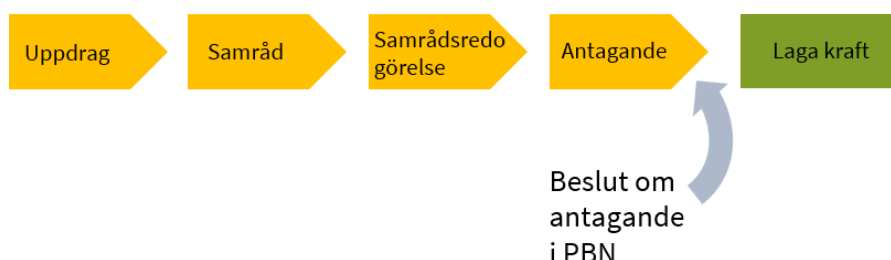 Uppdrag
Samråd
Samrådsredo
görelse
Antagande
Laga kraft
Beslut om
antagande
i PBN